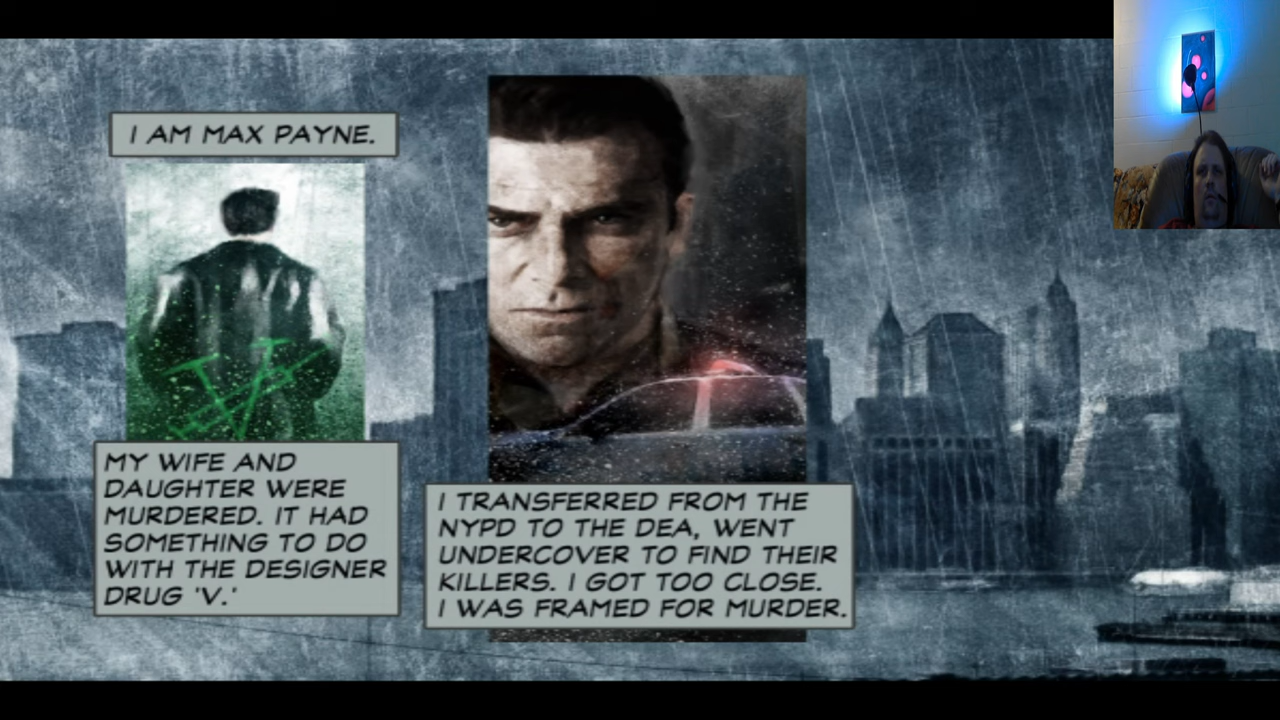 I AM MAX PAYNE.
MY WIFE AND
DAUGHTER WERE
MURDERED. IT HAD
SOMETHING TO DO
WITH THE DESIGNER
DRUG 'V.'
I TRANSFERRED FROM THE
NYPD TO THE DEA, WENT
UNDERCOVER TO FIND THEIR
KILLERS. I GOT TOO CLOSE.
I WAS FRAMED FOR MURDER.